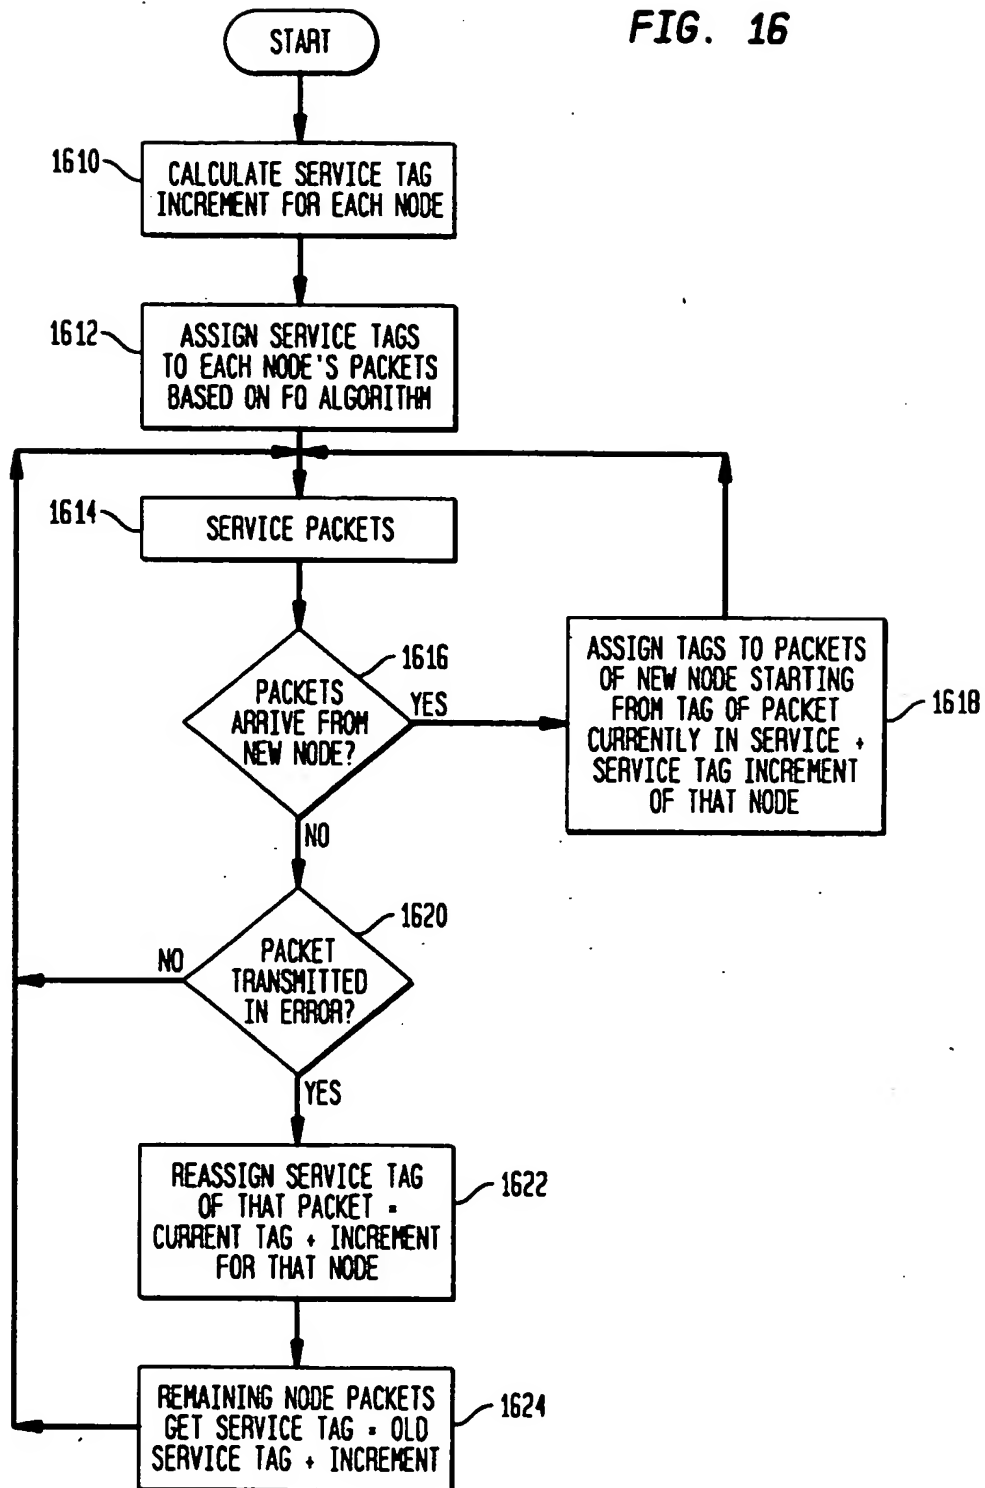 FIG. 16
START
1610
CALCULATE SERVICE TAG
INCREMENT FOR EACH NODE
1612
ASSIGN SERVICE TAGS
TO EACH NODE'S PACKETS
BASED ON FQ ALGORITHM
1614
SERVICE PACKETS
1616
PACKETS
ARRIVE FROM
NEW NODE?
YES
ASSIGN TAGS TO PACKETS
OF NEW NODE STARTING
FROM TAG OF PACKET
CURRENTLY IN SERVICE +
SERVICE TAG INCREMENT
OF THAT NODE
1618
NO
1620
PACKET
TRANSMITTED
IN ERROR?
NO
YES
REASSIGN SERVICE TAG
OF THAT PACKET =
CURRENT TAG + INCREMENT
FOR THAT NODE
1622
REMAINING NODE PACKETS
GET SERVICE TAG = OLD
SERVICE TAG + INCREMENT
1624